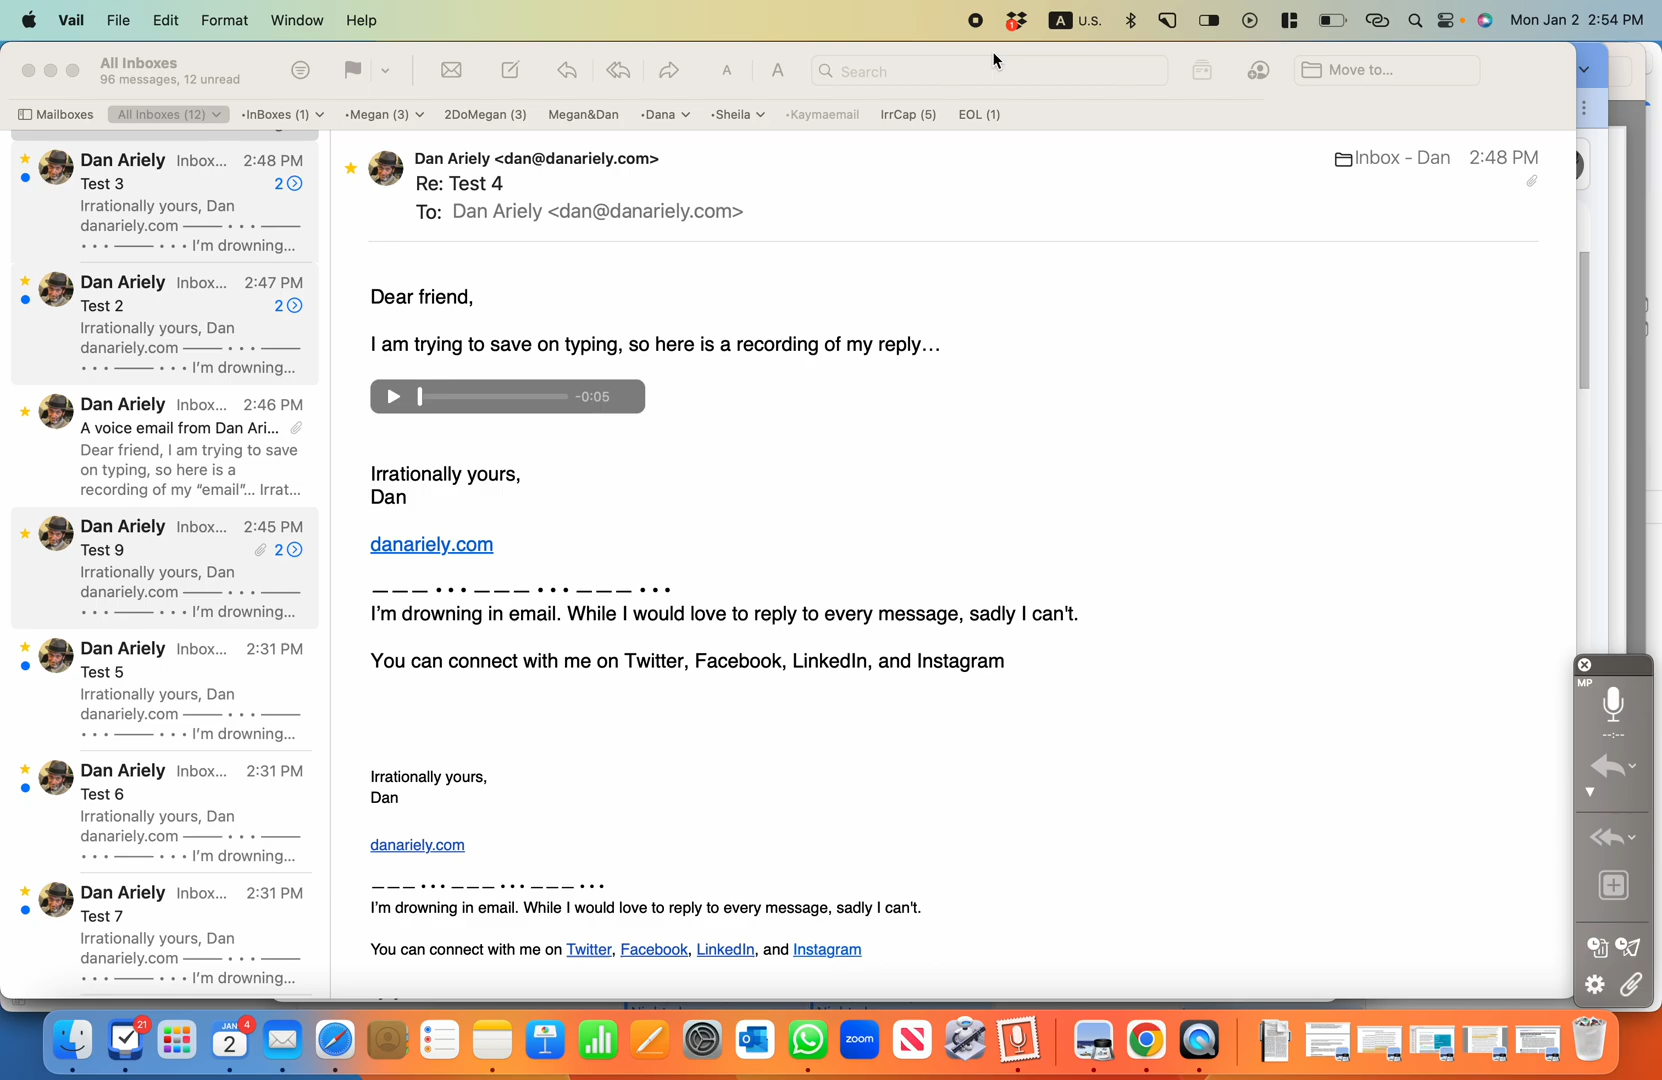 Vail File Edit Format Window Help
A U.S. Mon Jan 2 2:54 PM
All Inboxes
96 messages, 12 unread
A A Search Move to...
Mailboxes All Inboxes (12) •InBoxes (1) •Megan (3) 2DoMegan (3) Megan&Dan •Dana •Sheila •Kaymaemail IrrCap (5) EOL (1)
Dan Ariely Inbox... 2:48 PM
Test 3 2
Irrationally yours, Dan
danariely.com ——— • • • ———
• • • ——— • • • I'm drowning...
Dan Ariely Inbox... 2:47 PM
Test 2 2
Irrationally yours, Dan
danariely.com ——— • • • ———
• • • ——— • • • I'm drowning...
Dan Ariely Inbox... 2:46 PM
A voice email from Dan Ari...
Dear friend, I am trying to save
on typing, so here is a
recording of my “email”... Irrat...
Dan Ariely Inbox... 2:45 PM
Test 9 2
Irrationally yours, Dan
danariely.com ——— • • • ———
• • • ——— • • • I'm drowning...
Dan Ariely Inbox... 2:31 PM
Test 5
Irrationally yours, Dan
danariely.com ——— • • • ———
• • • ——— • • • I'm drowning...
Dan Ariely Inbox... 2:31 PM
Test 6
Irrationally yours, Dan
danariely.com ——— • • • ———
• • • ——— • • • I'm drowning...
Dan Ariely Inbox... 2:31 PM
Test 7
Irrationally yours, Dan
danariely.com ——— • • • ———
• • • ——— • • • I'm drowning...
Dan Ariely <dan@danariely.com>
Inbox - Dan 2:48 PM
Re: Test 4
To: Dan Ariely <dan@danariely.com>
Dear friend,
I am trying to save on typing, so here is a recording of my reply…
-0:05
Irrationally yours,
Dan
danariely.com
_ _ _ • • • _ _ _ • • • _ _ _ • • •
I'm drowning in email. While I would love to reply to every message, sadly I can't.
You can connect with me on Twitter, Facebook, LinkedIn, and Instagram
Irrationally yours,
Dan
danariely.com
_ _ _ • • • _ _ _ • • • _ _ _ • • •
I'm drowning in email. While I would love to reply to every message, sadly I can't.
You can connect with me on Twitter, Facebook, LinkedIn, and Instagram
MP
--:--
21
JAN 4
2
zoom